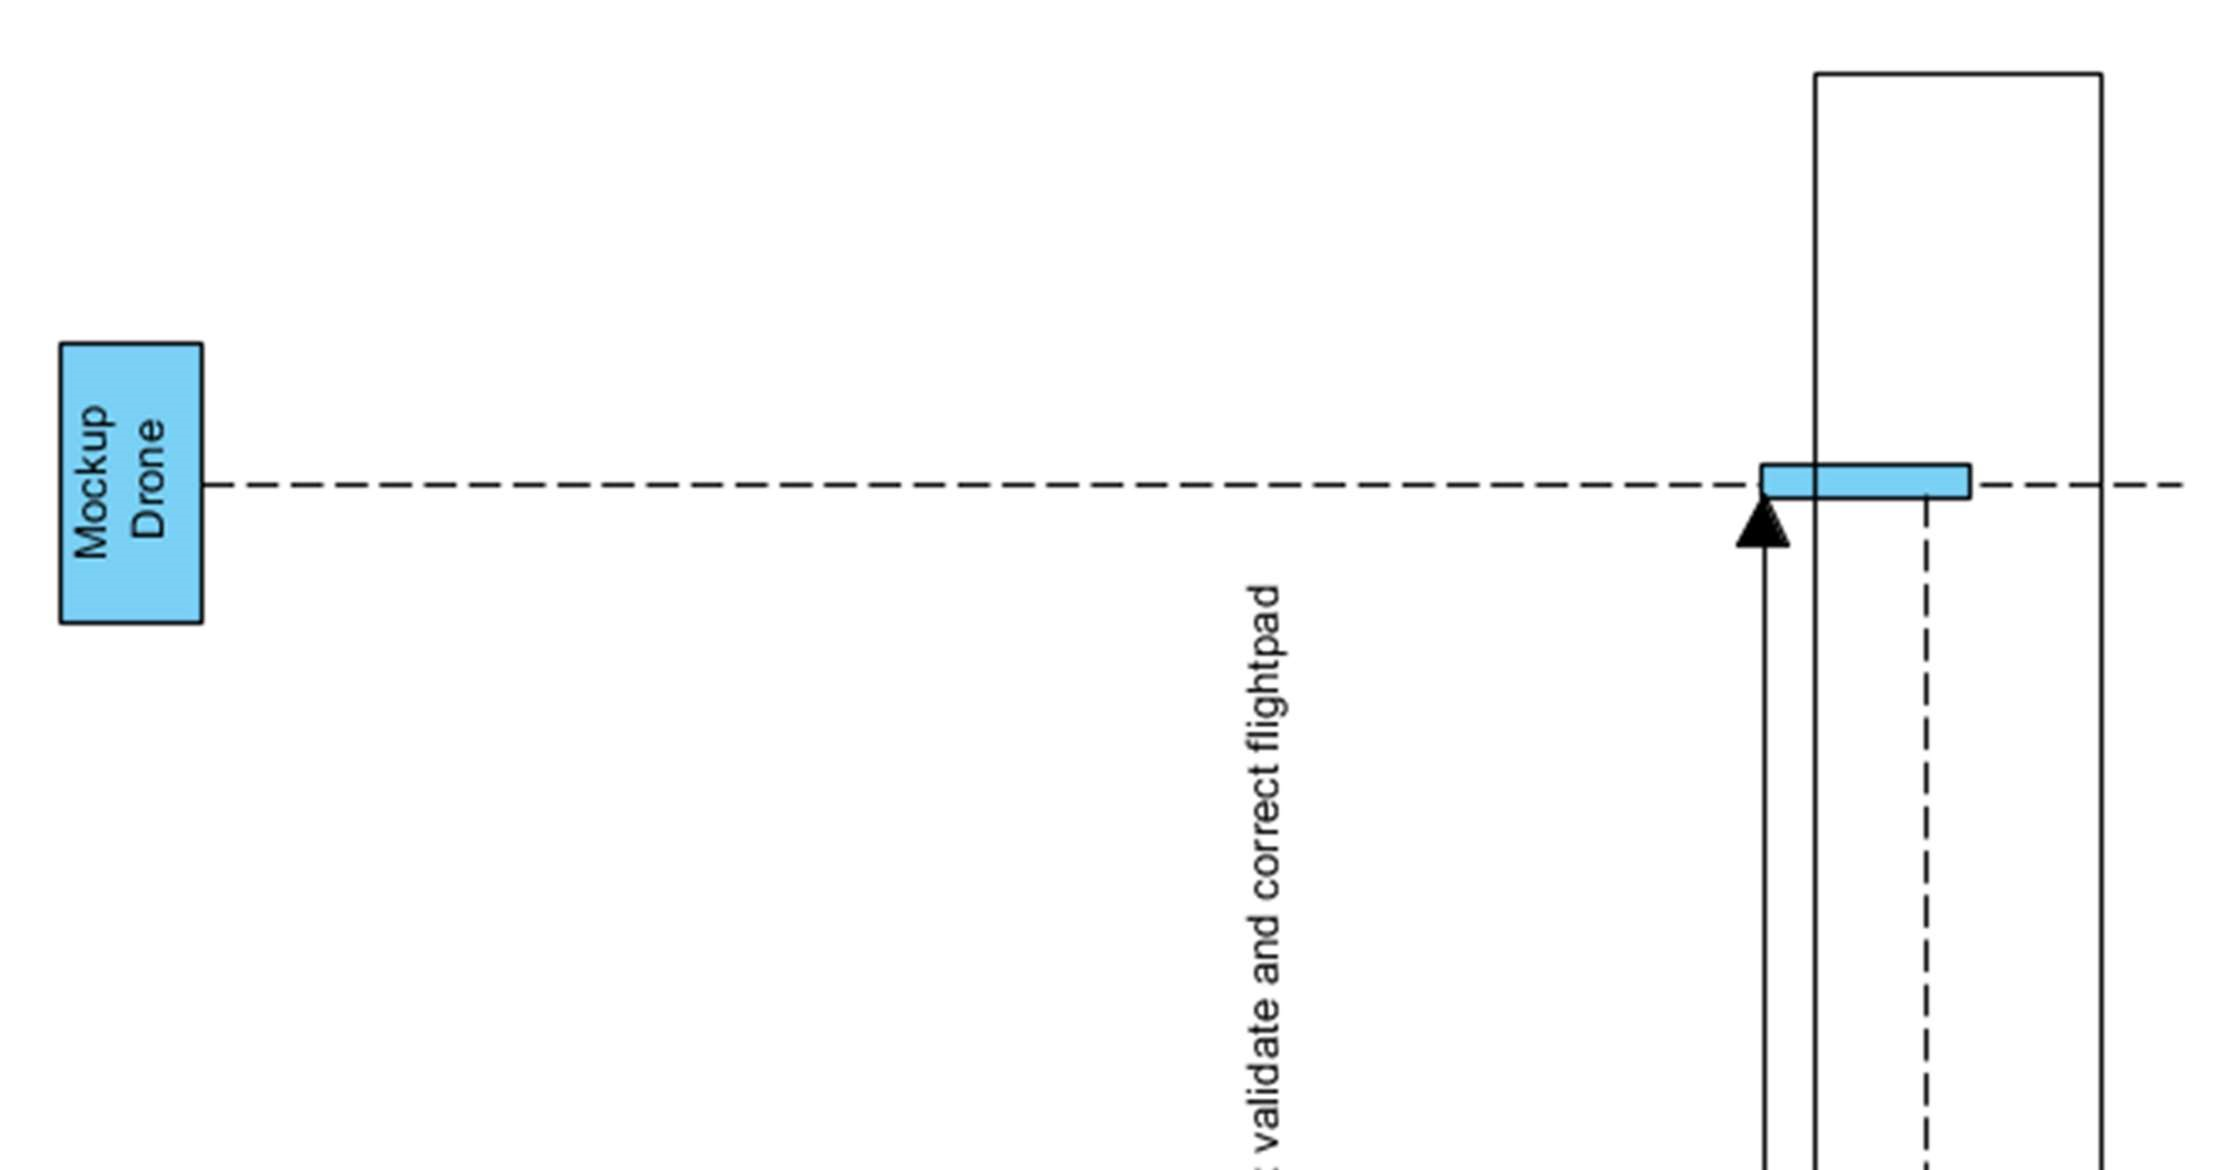 Mockup
Drone
: validate and correct flightpad